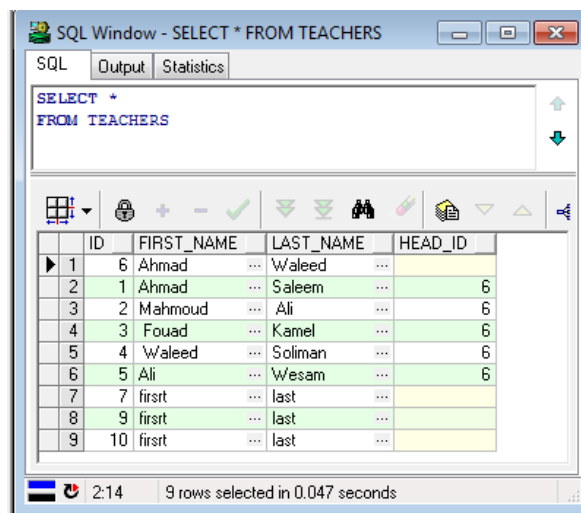 SQL Window - SELECT * FROM TEACHERS
SQL Output Statistics
SELECT *
FROM TEACHERS
ID FIRST_NAME LAST_NAME HEAD_ID
1 6 Ahmad ... Waleed ...
2 1 Ahmad ... Saleem ... 6
3 2 Mahmoud ... Ali ... 6
4 3 Fouad ... Kamel ... 6
5 4 Waleed ... Soliman ... 6
6 5 Ali ... Wesam ... 6
7 7 firsrt ... last ...
8 9 firsrt ... last ...
9 10 firsrt ... last ...
2:14 9 rows selected in 0.047 seconds